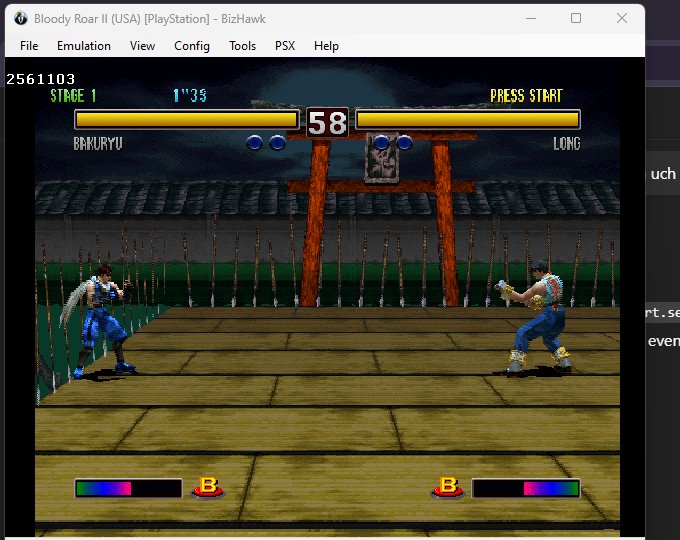 Bloody Roar II (USA) [PlayStation] - BizHawk
File Emulation View Config Tools PSX Help
2561103
STAGE 1 1"35 PRESS START
58
BAKURYU LONG
B B
uch
rt.se
even